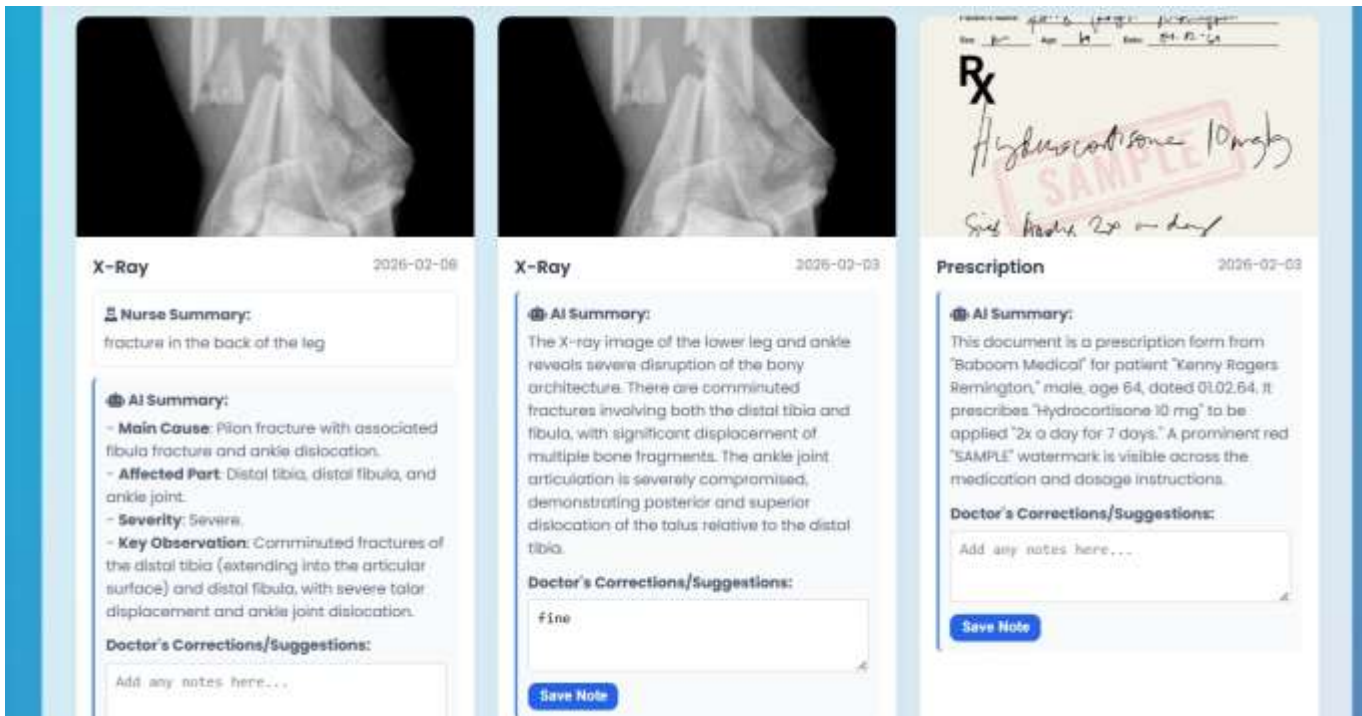 X-Ray
2026-02-08
Nurse Summary:
fracture in the back of the leg
AI Summary:
- Main Cause: Pilon fracture with associated
fibula fracture and ankle dislocation.
- Affected Part: Distal tibia, distal fibula, and
ankle joint.
- Severity: Severe.
- Key Observation: Comminuted fractures of
the distal tibia (extending into the articular
surface) and distal fibula, with severe talar
displacement and ankle joint dislocation.
Doctor's Corrections/Suggestions:
Add any notes here...
X-Ray
2026-02-03
AI Summary:
The X-ray image of the lower leg and ankle
reveals severe disruption of the bony
architecture. There are comminuted
fractures involving both the distal tibia and
fibula, with significant displacement of
multiple bone fragments. The ankle joint
articulation is severely compromised,
demonstrating posterior and superior
dislocation of the talus relative to the distal
tibia.
Doctor's Corrections/Suggestions:
fine
Save Note
Age
Date:
Rx
Hydrocortisone 10 mg
SAMPLE
2x a day
Prescription
2026-02-03
AI Summary:
This document is a prescription form from
"Baboom Medical" for patient "Kenny Rogers
Remington," male, age 64, dated 01.02.64. It
prescribes "Hydrocortisone 10 mg" to be
applied "2x a day for 7 days." A prominent red
"SAMPLE" watermark is visible across the
medication and dosage instructions.
Doctor's Corrections/Suggestions:
Add any notes here...
Save Note